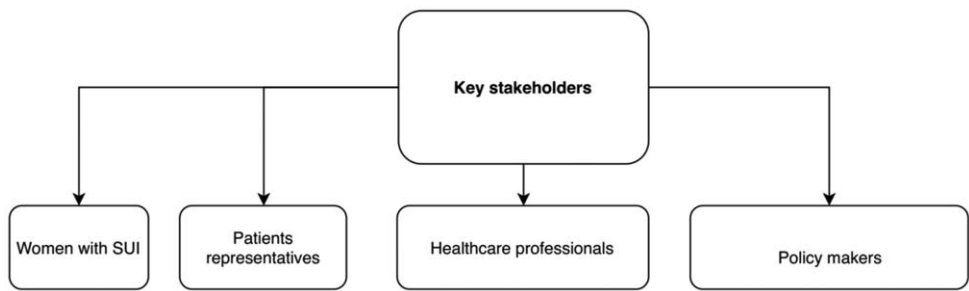 Key stakeholders
Women with SUI
Patients
representatives
Healthcare professionals
Policy makers